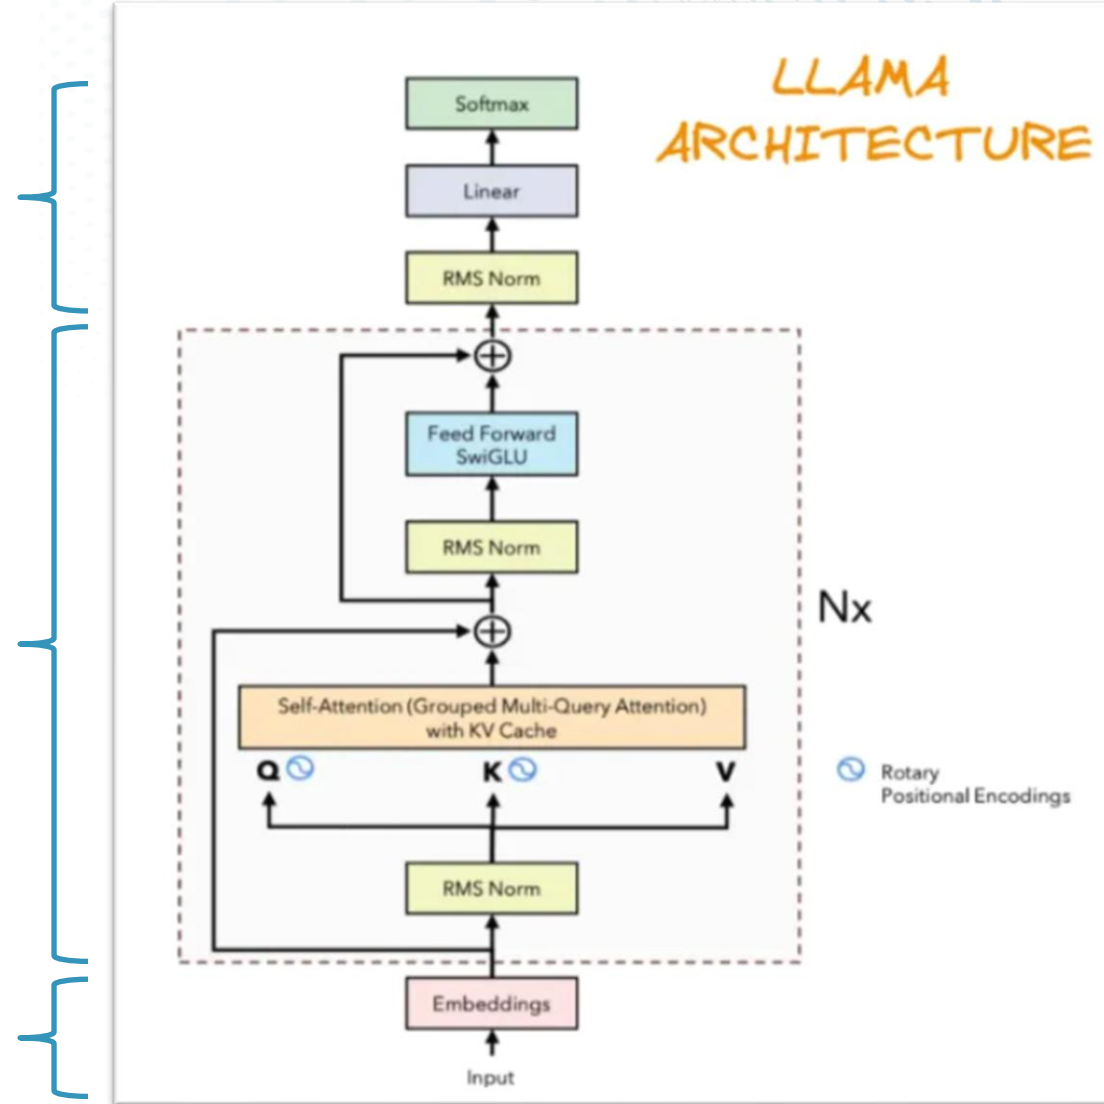 LLAMA
ARCHITECTURE
Softmax
Linear
RMS Norm
Feed Forward
SwiGLU
RMS Norm
Nx
Self-Attention (Grouped Multi-Query Attention)
with KV Cache
Q K V
Rotary
Positional Encodings
RMS Norm
Embeddings
Input